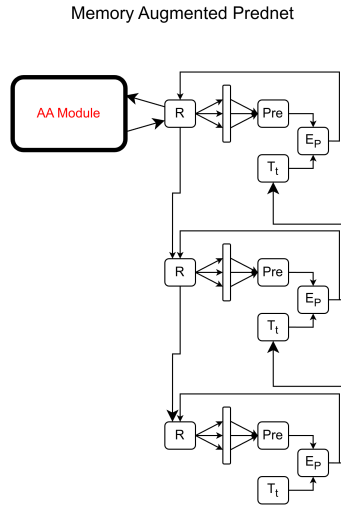 Memory Augmented Prednet
AA Module
R
Pre
E_P
T_t
R
Pre
E_P
T_t
R
Pre
E_P
T_t